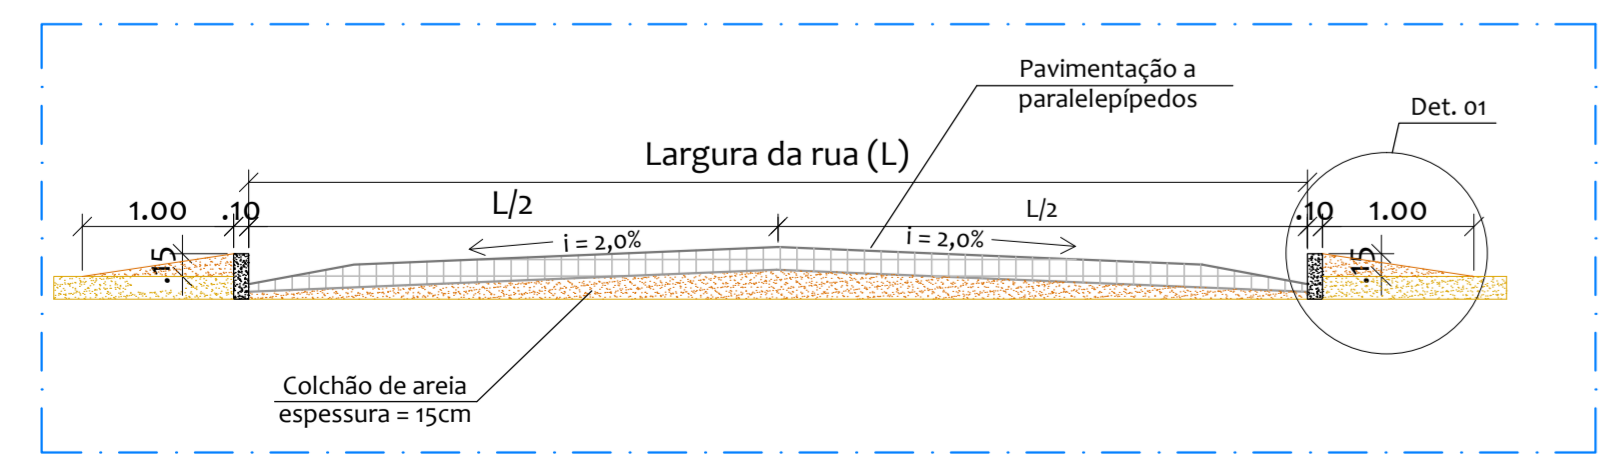 Pavimentação a
paralelepípedos
Det. 01
Largura da rua (L)
1.00
.10
L/2
L/2
.10
1.00
i = 2,0%
i = 2,0%
.15
.15
Colchão de areia
espessura = 15cm